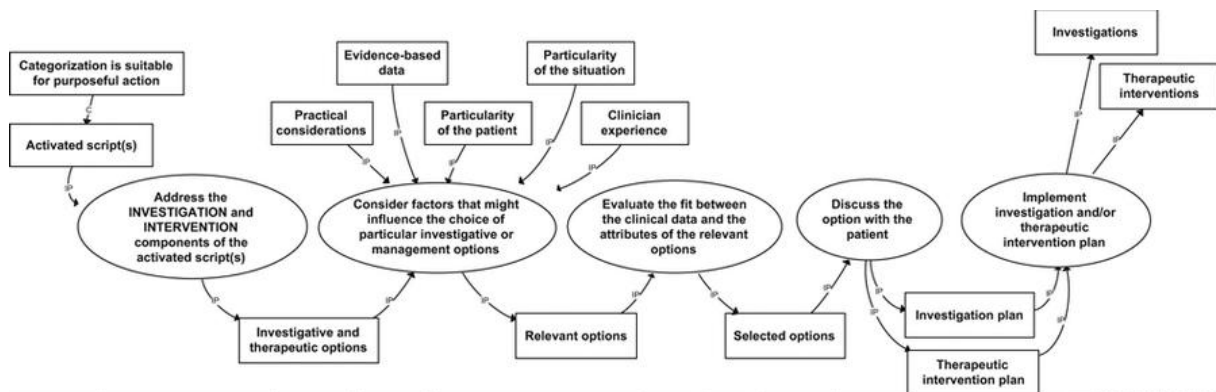 Categorization is suitable
for purposeful action
C
Activated script(s)
IP
Address the
INVESTIGATION and
INTERVENTION
components of the
activated script(s)
IP
Investigative and
therapeutic options
IP
Evidence-based
data
IP
Practical
considerations
IP
Particularity
of the patient
IP
Particularity
of the situation
IP
Clinician
experience
IP
Consider factors that might
influence the choice of
particular investigative or
management options
IP
Relevant options
IP
Evaluate the fit between
the clinical data and the
attributes of the relevant
options
IP
Selected options
IP
Discuss the
option with the
patient
IP
Investigation plan
IP
IP
Therapeutic
intervention plan
IP
Implement
investigation and/or
therapeutic
intervention plan
IP
Investigations
IP
Therapeutic
interventions